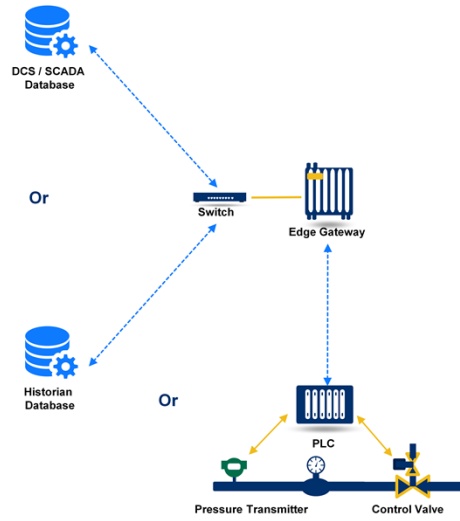 DCS / SCADA
Database
Or
Switch
Edge Gateway
Historian
Database
Or
PLC
Pressure Transmitter
Control Valve